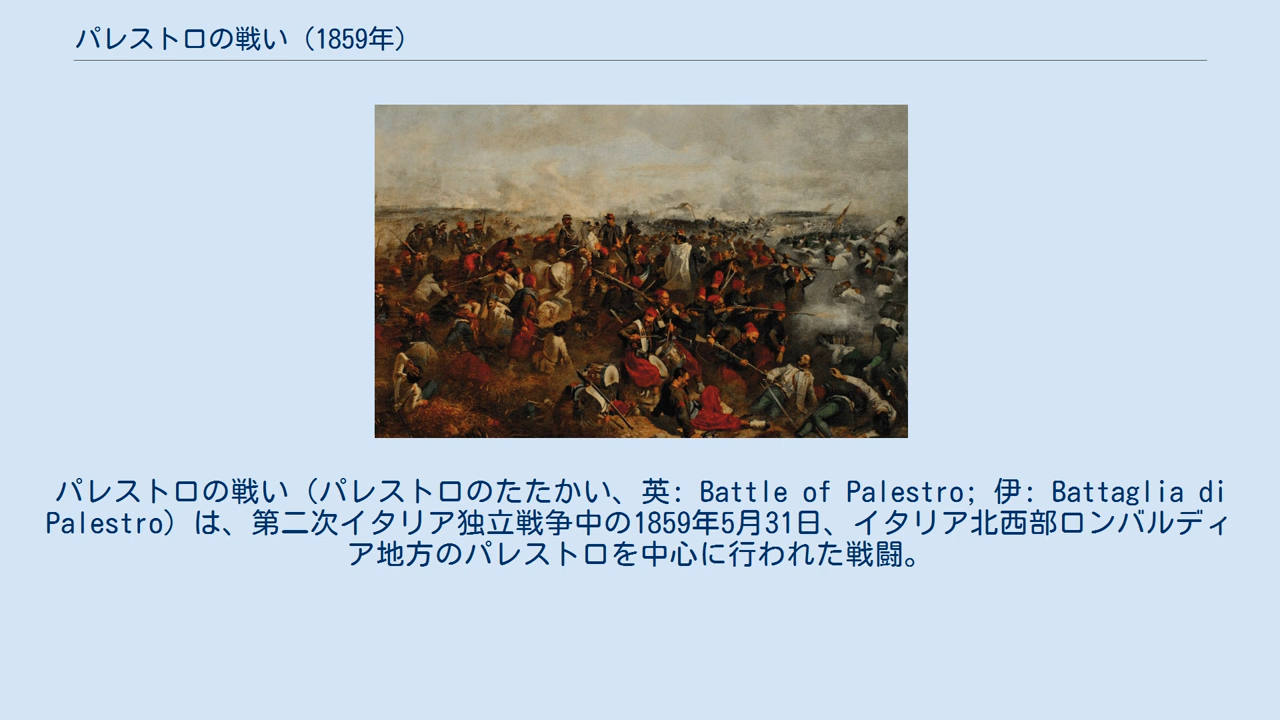 パレストロの戦い（1859年）
パレストロの戦い（パレストロのたたかい、英: Battle of Palestro; 伊: Battaglia di
Palestro）は、第二次イタリア独立戦争中の1859年5月31日、イタリア北西部ロンバルディ
ア地方のパレストロを中心に行われた戦闘。